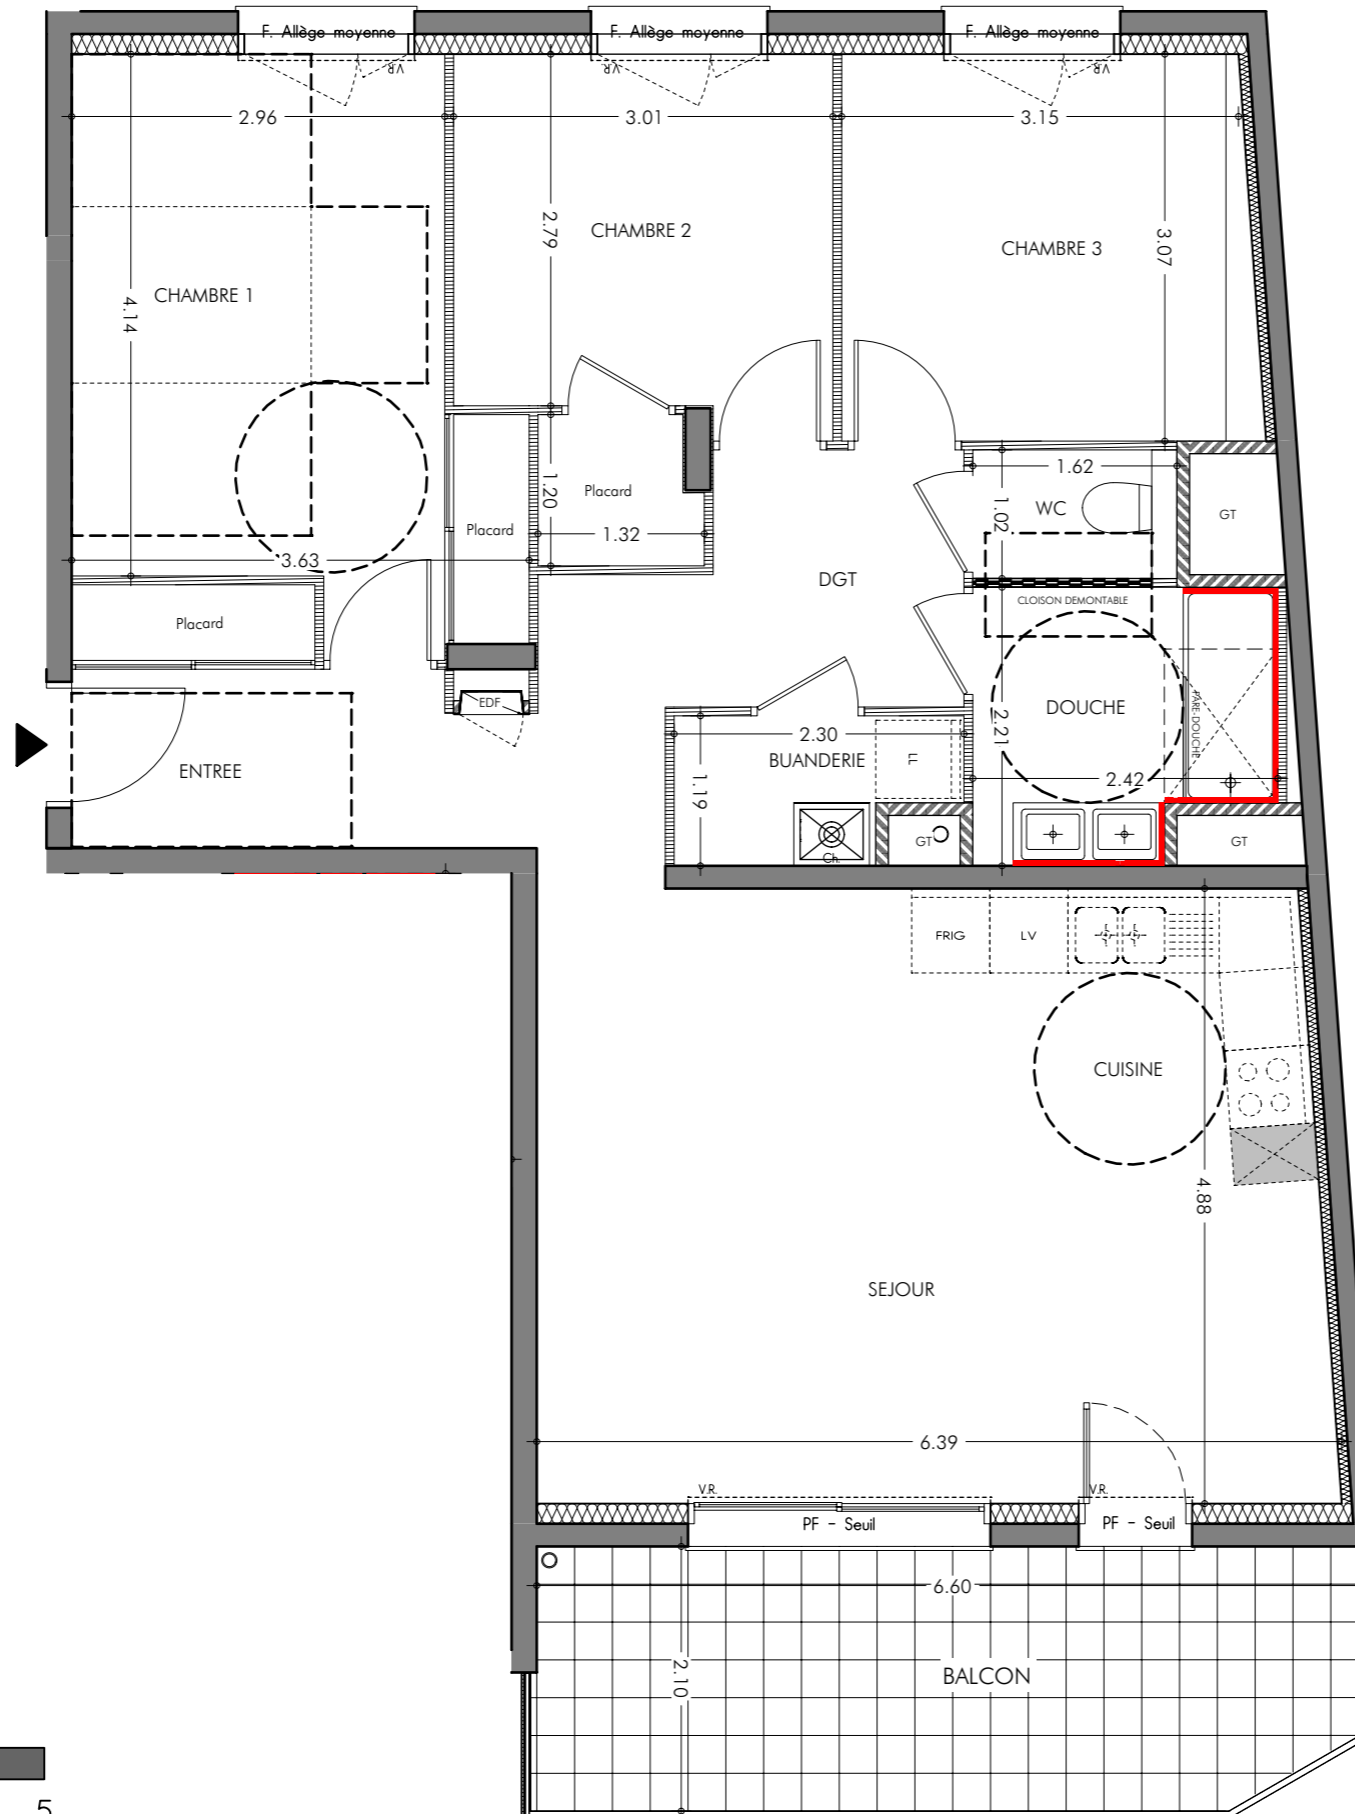 F. Allège moyenne
F. Allège moyenne
F. Allège moyenne
VR
VR
VR
2.96
3.01
3.15
2.79
CHAMBRE 2
3.07
CHAMBRE 3
CHAMBRE 1
4.14
1.62
1.20
Placard
WC
1.02
GT
Placard
1.32
3.63
DGT
CLOISON DEMONTABLE
Placard
EDF
DOUCHE
PARE-DOUCHE
2.21
2.30
BUANDERIE
LL
ENTREE
2.42
1.19
GT
GT
Ch.
FRIG
LV
CUISINE
4.88
SEJOUR
6.39
V.R.
V.R.
PF - Seuil
PF - Seuil
6.60
2.10
BALCON
5